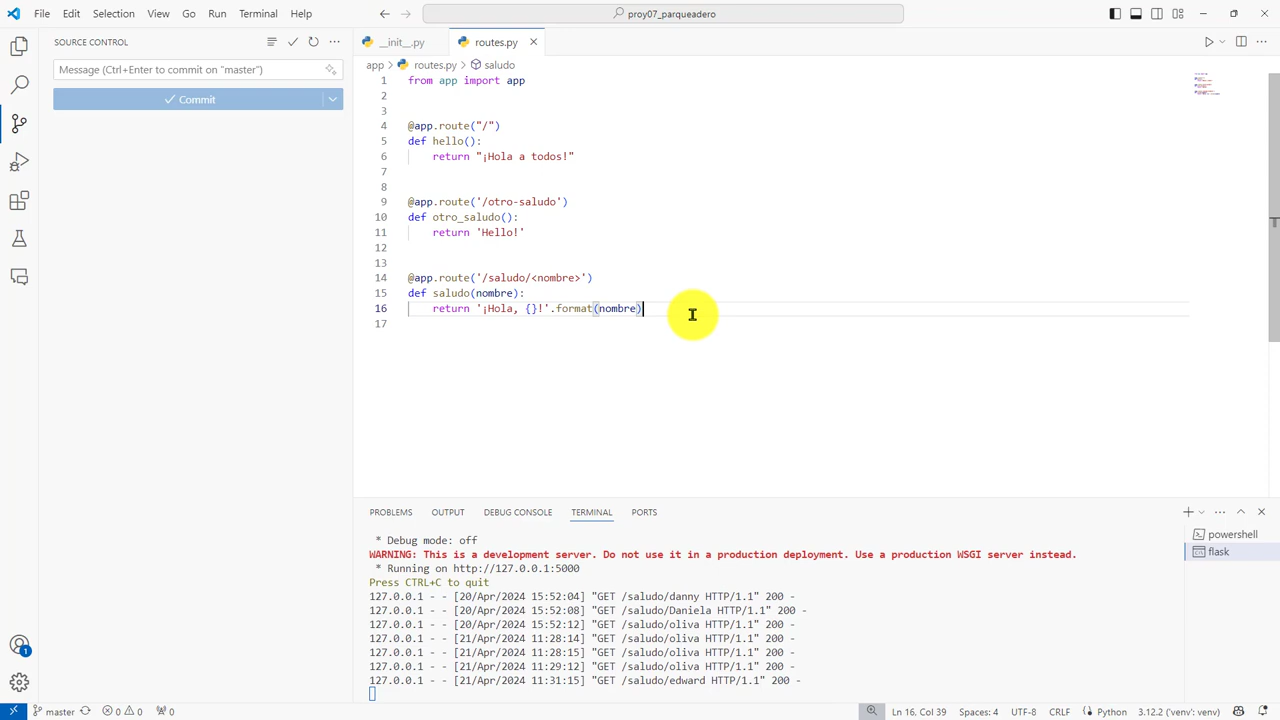 File Edit Selection View Go Run Terminal Help
proy07_parqueadero
SOURCE CONTROL
Message (Ctrl+Enter to commit on "master")
Commit
__init__.py
routes.py
app > routes.py > saludo
1 from app import app
2
3
4 @app.route("/")
5 def hello():
6 return "¡Hola a todos!"
7
8
9 @app.route('/otro-saludo')
10 def otro_saludo():
11 return 'Hello!'
12
13
14 @app.route('/saludo/<nombre>')
15 def saludo(nombre):
16 return '¡Hola, {}!'.format(nombre)
17
PROBLEMS OUTPUT DEBUG CONSOLE TERMINAL PORTS
powershell
flask
* Debug mode: off
WARNING: This is a development server. Do not use it in a production deployment. Use a production WSGI server instead.
* Running on http://127.0.0.1:5000
Press CTRL+C to quit
127.0.0.1 - - [20/Apr/2024 15:52:04] "GET /saludo/danny HTTP/1.1" 200 -
127.0.0.1 - - [20/Apr/2024 15:52:08] "GET /saludo/Daniela HTTP/1.1" 200 -
127.0.0.1 - - [20/Apr/2024 15:52:12] "GET /saludo/oliva HTTP/1.1" 200 -
127.0.0.1 - - [21/Apr/2024 11:28:14] "GET /saludo/oliva HTTP/1.1" 200 -
127.0.0.1 - - [21/Apr/2024 11:28:15] "GET /saludo/oliva HTTP/1.1" 200 -
127.0.0.1 - - [21/Apr/2024 11:29:12] "GET /saludo/oliva HTTP/1.1" 200 -
127.0.0.1 - - [21/Apr/2024 11:31:15] "GET /saludo/edward HTTP/1.1" 200 -
1
master 0 0 0 Ln 16, Col 39 Spaces: 4 UTF-8 CRLF Python 3.12.2 ('venv': venv)